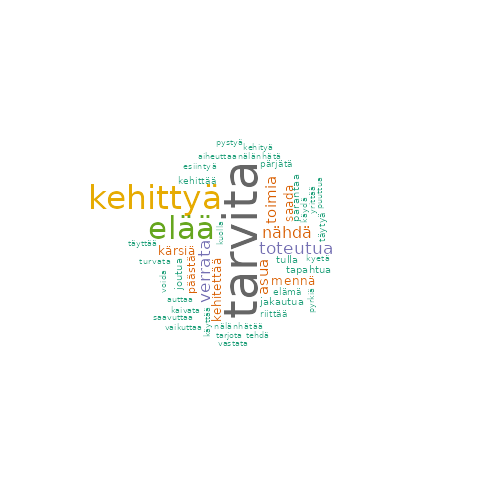 pystyä
kehityä
aiheuttaa
nälänhätä
esiintyä
pärjätä
kehittää
kehittyä
tarvita
toimia
saada
parantaa
käydä
yrittää
puuttua
täytyä
elää
kuolla
nähdä
täyttää
kärsiä
verrata
toteutua
turvata
päästä
joutua
voida
kehitettää
asua
tulla
kyetä
tapahtua
mennä
auttaa
elämä
jakautua
pyrkiä
kaivata
saavuttaa
käyttää
riittää
vaikuttaa
nälänhätää
tarjota
tehdä
vastata